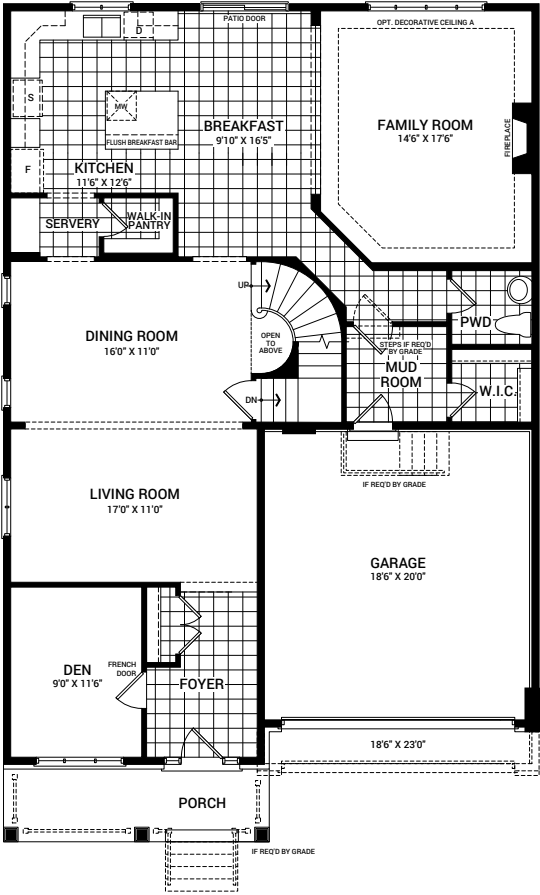 PATIO DOOR
OPT. DECORATIVE CEILING A
D
S
MW
BREAKFAST
9'10" X 16'5"
FAMILY ROOM
14'6" X 17'6"
FIREPLACE
FLUSH BREAKFAST BAR
F
KITCHEN
11'6" X 12'6"
SERVERY
WALK-IN
PANTRY
UP
DINING ROOM
16'0" X 11'0"
OPEN
TO
ABOVE
PWD
STEPS IF REQ'D
BY GRADE
MUD
ROOM
W.I.C.
DN
LIVING ROOM
17'0" X 11'0"
IF REQ'D BY GRADE
GARAGE
18'6" X 20'0"
DEN
9'0" X 11'6"
FRENCH
DOOR
FOYER
18'6" X 23'0"
PORCH
IF REQ'D BY GRADE